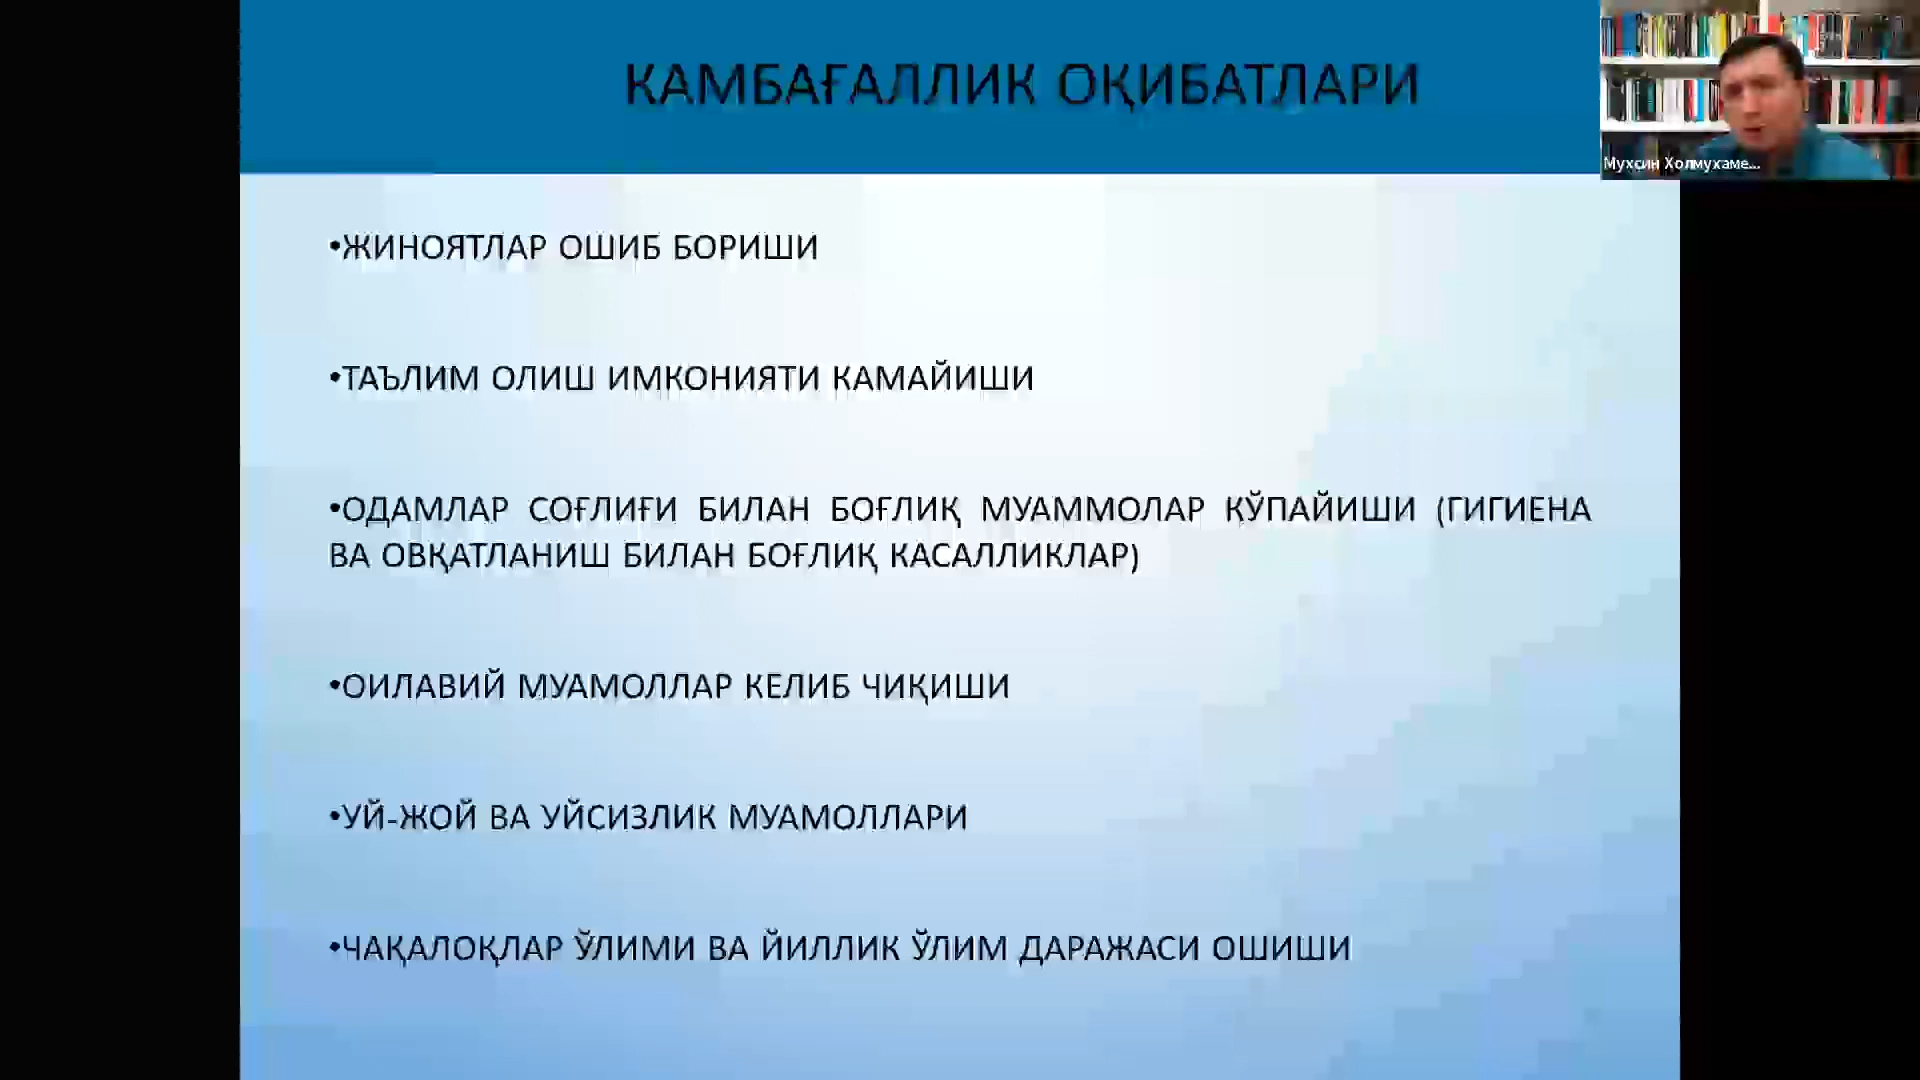 КАМБАҒАЛЛИК ОҚИБАТЛАРИ
Мухсин Холмухаме...
•ЖИНОЯТЛАР ОШИБ БОРИШИ
•ТАЪЛИМ ОЛИШ ИМКОНИЯТИ КАМАЙИШИ
•ОДАМЛАР СОҒЛИҒИ БИЛАН БОҒЛИҚ МУАММОЛАР КЎПАЙИШИ (ГИГИЕНА
ВА ОВҚАТЛАНИШ БИЛАН БОҒЛИҚ КАСАЛЛИКЛАР)
•ОИЛАВИЙ МУАМОЛЛАР КЕЛИБ ЧИҚИШИ
•УЙ-ЖОЙ ВА УЙСИЗЛИК МУАМОЛЛАРИ
•ЧАҚАЛОҚЛАР ЎЛИМИ ВА ЙИЛЛИК ЎЛИМ ДАРАЖАСИ ОШИШИ